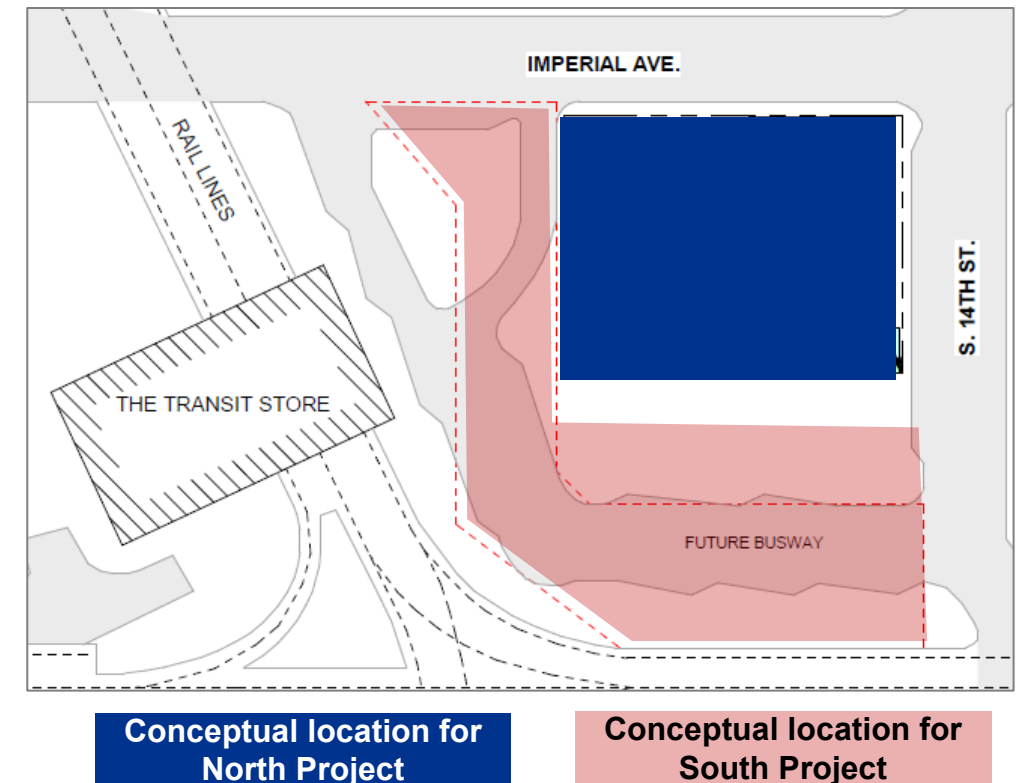 IMPERIAL AVE.
RAIL LINES
S. 14TH ST.
THE TRANSIT STORE
FUTURE BUSWAY
Conceptual location for
North Project
Conceptual location for
South Project